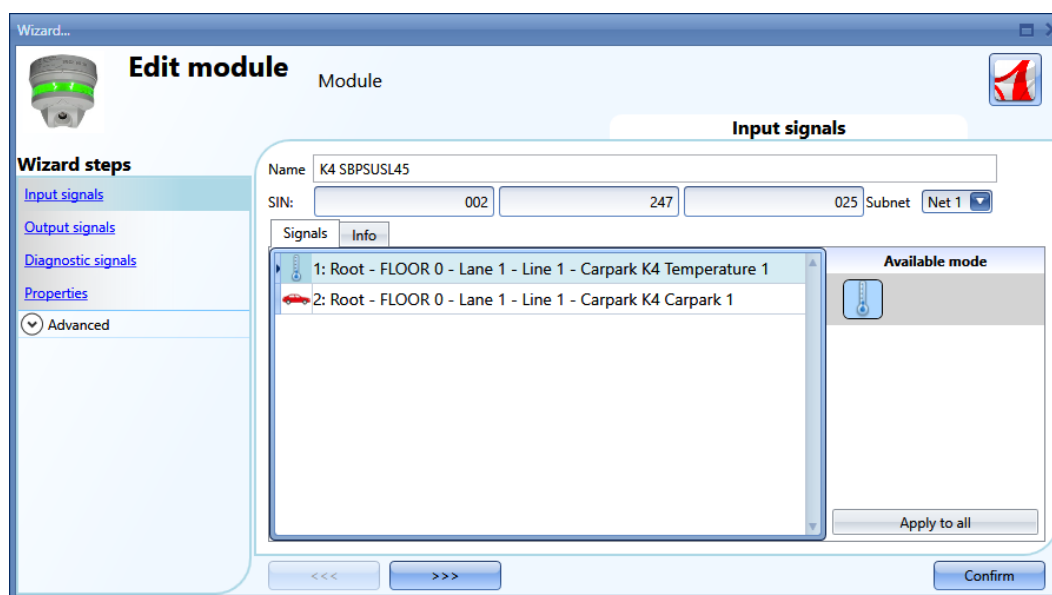 Wizard...
Edit module
Module
Input signals
Wizard steps
Input signals
Output signals
Diagnostic signals
Properties
Advanced
Name K4 SBPSUSL45
SIN: 002 247 025 Subnet Net 1
Signals Info
1: Root - FLOOR 0 - Lane 1 - Line 1 - Carpark K4 Temperature 1
2: Root - FLOOR 0 - Lane 1 - Line 1 - Carpark K4 Carpark 1
Available mode
Apply to all
<<< >>> Confirm